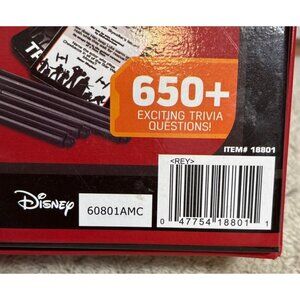 650+
EXCITING TRIVIA
QUESTIONS!
ITEM# 18801
<REY>
Disney
60801AMC
0 47754 18801 1